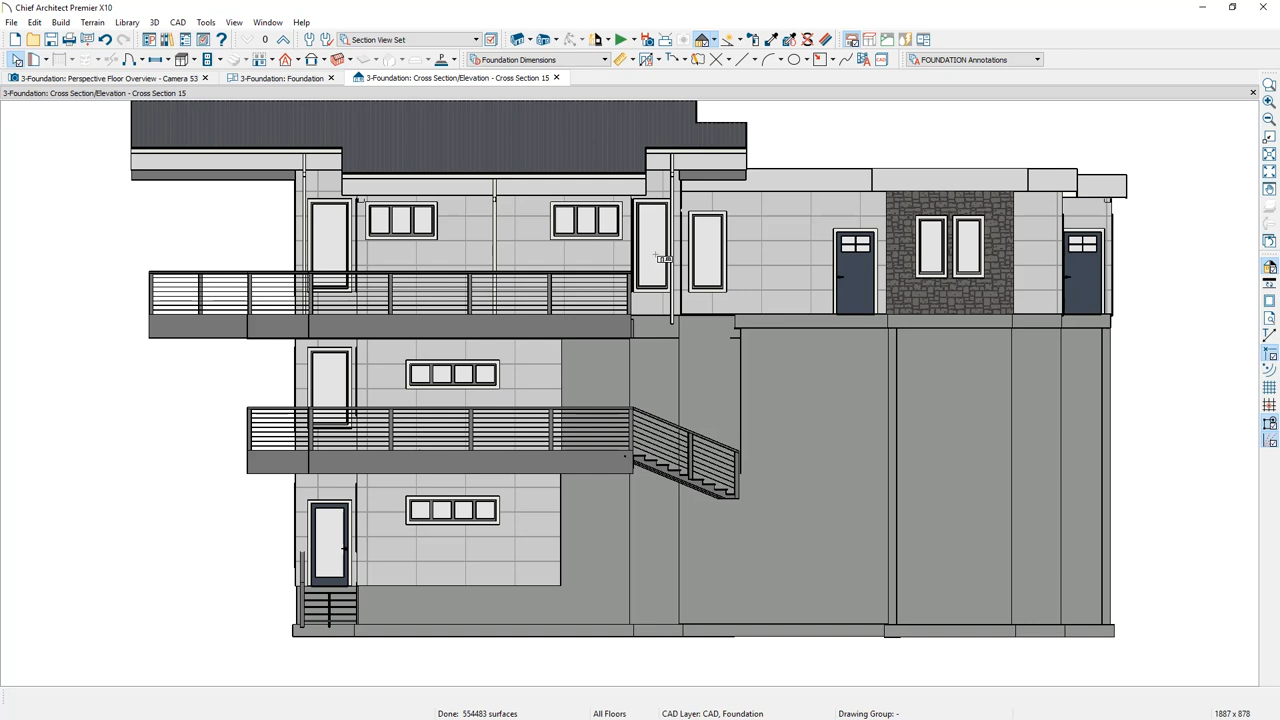 Chief Architect Premier X10
File Edit Build Terrain Library 3D CAD Tools View Window Help
0 Section View Set
Foundation Dimensions CAD FOUNDATION Annotations
3-Foundation: Perspective Floor Overview - Camera 53 3-Foundation: Foundation 3-Foundation: Cross Section/Elevation - Cross Section 15
3-Foundation: Cross Section/Elevation - Cross Section 15
Done: 554483 surfaces All Floors CAD Layer: CAD, Foundation Drawing Group: - 1887 x 878